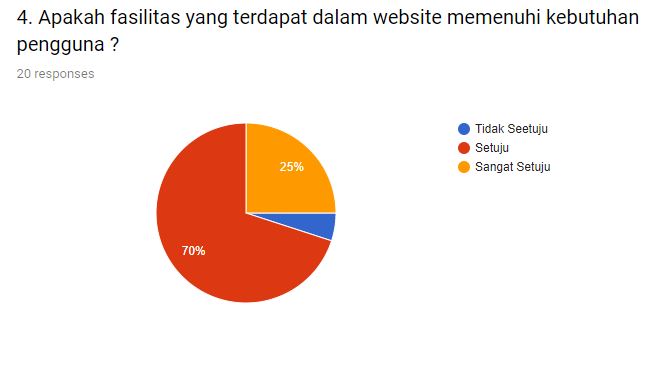 4. Apakah fasilitas yang terdapat dalam website memenuhi kebutuhan
pengguna ?
20 responses
Tidak Seetuju
Setuju
Sangat Setuju
25%
70%